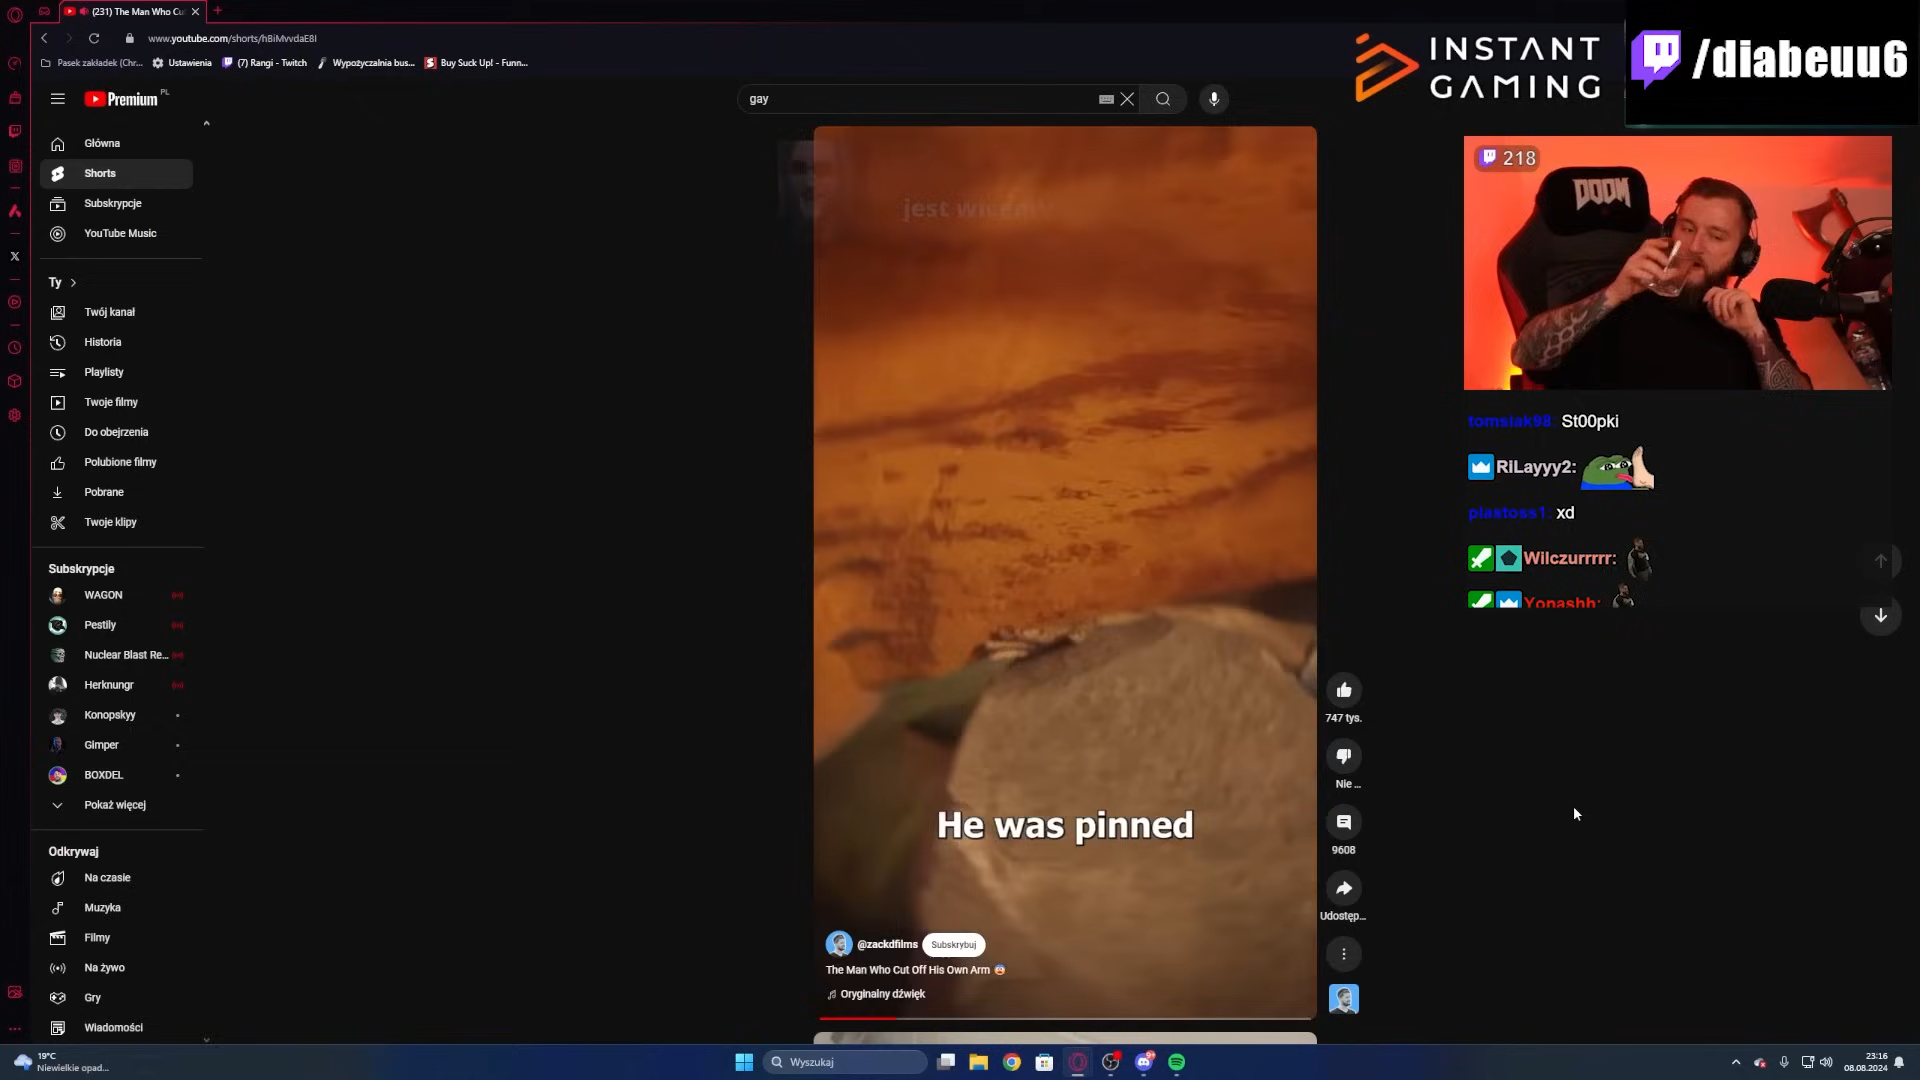 (231) The Man Who Cu
www.youtube.com/shorts/hBiMvvdaE8I
Pasek zakładek (Chr...
Ustawienia
(7) Rangi - Twitch
Wypożyczalnia bus...
Buy Suck Up! - Funn...
INSTANT
GAMING
/diabeuu6
Premium PL
gay
Główna
Shorts
Subskrypcje
YouTube Music
Ty
Twój kanał
Historia
Playlisty
Twoje filmy
Do obejrzenia
Polubione filmy
Pobrane
Twoje klipy
Subskrypcje
WAGON
Pestily
Nuclear Blast Re...
Herknungr
Konopskyy
Gimper
BOXDEL
Pokaż więcej
Odkrywaj
Na czasie
Muzyka
Filmy
Na żywo
Gry
Wiadomości
jest wicem
He was pinned
@zackdfilms
Subskrybuj
The Man Who Cut Off His Own Arm
Oryginalny dźwięk
747 tys.
Nie ...
9608
Udostęp...
218
DOOM
tomsiak98: St00pki
RiLayyy2:
plastoss1: xd
Wilczurrrrr:
Yonashh:
19°C
Niewielkie opad...
Wyszukaj
9+
23:16
08.08.2024